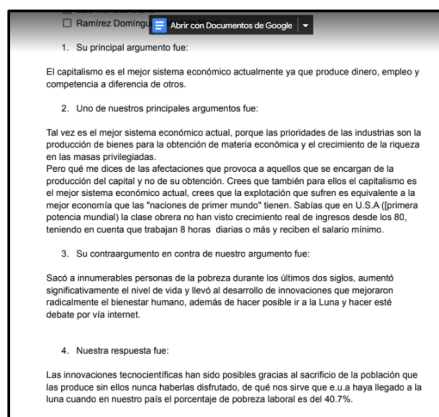 ☐ Ramírez Domíngu
Abrir con Documentos de Google
1. Su principal argumento fue:
El capitalismo es el mejor sistema económico actualmente ya que produce dinero, empleo y
competencia a diferencia de otros.
2. Uno de nuestros principales argumentos fue:
Tal vez es el mejor sistema económico actual, porque las prioridades de las industrias son la
producción de bienes para la obtención de materia económica y el crecimiento de la riqueza
en las masas privilegiadas.
Pero qué me dices de las afectaciones que provoca a aquellos que se encargan de la
producción del capital y no de su obtención. Crees que también para ellos el capitalismo es
el mejor sistema económico actual, crees que la explotación que sufren es equivalente a la
mejor economía que las "naciones de primer mundo" tienen. Sabías que en U.S.A ([primera
potencia mundial) la clase obrera no han visto crecimiento real de ingresos desde los 80,
teniendo en cuenta que trabajan 8 horas diarias o más y reciben el salario mínimo.
3. Su contraargumento en contra de nuestro argumento fue:
Sacó a innumerables personas de la pobreza durante los últimos dos siglos, aumentó
significativamente el nivel de vida y llevó al desarrollo de innovaciones que mejoraron
radicalmente el bienestar humano, además de hacer posible ir a la Luna y hacer esté
debate por vía internet.
4. Nuestra respuesta fue:
Las innovaciones tecnocientíficas han sido posibles gracias al sacrificio de la población que
las produce sin ellos nunca haberlas disfrutado, de qué nos sirve que e.u.a haya llegado a la
luna cuando en nuestro país el porcentaje de pobreza laboral es del 40.7%.